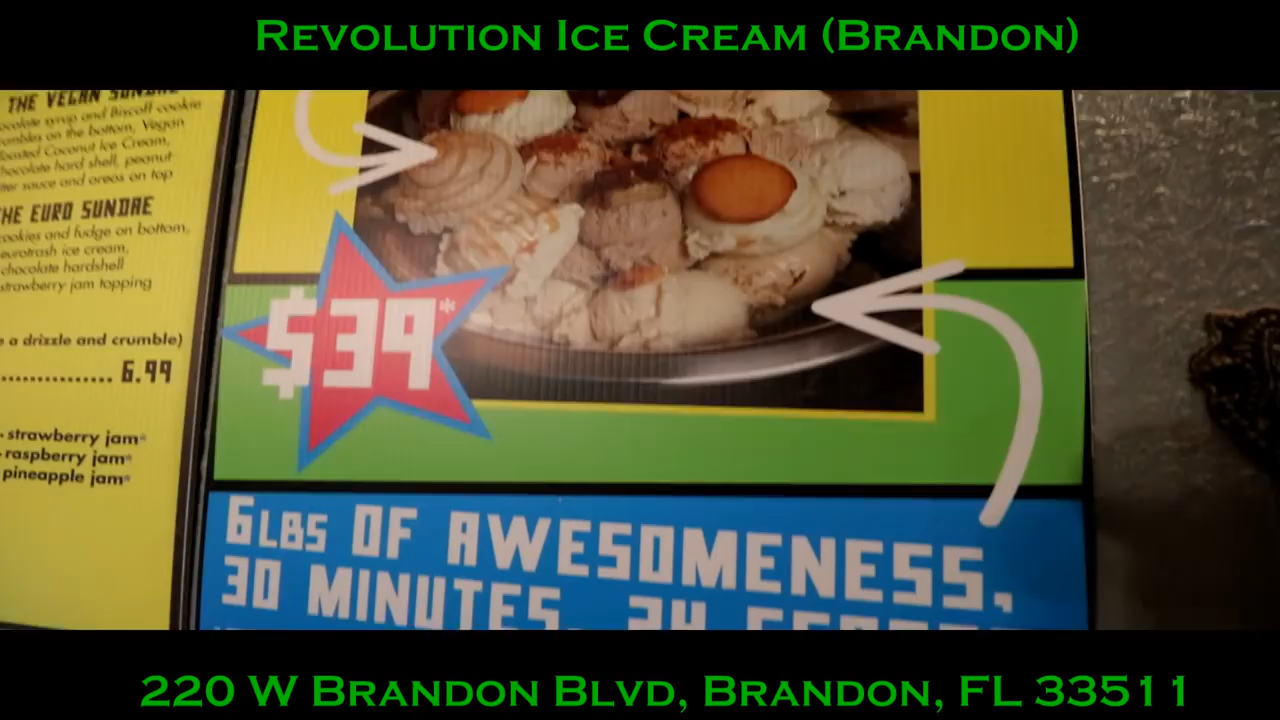 REVOLUTION ICE CREAM (BRANDON)
THE VEGAN SUNDAE
syrup and Biscoff cookie
on the bottom, Vegan
Toasted Coconut Ice Cream,
chocolate hard shell, peanut
sauce and oreos on top
THE EURO SUNDAE
cookies and fudge on bottom,
eurotrash ice cream,
chocolate hardshell
strawberry jam topping
a drizzle and crumble)
6.99
strawberry jam*
raspberry jam*
pineapple jam*
$39*
6LBS OF AWESOMENESS,
30 MINUTES, 24
220 W BRANDON BLVD, BRANDON, FL 33511